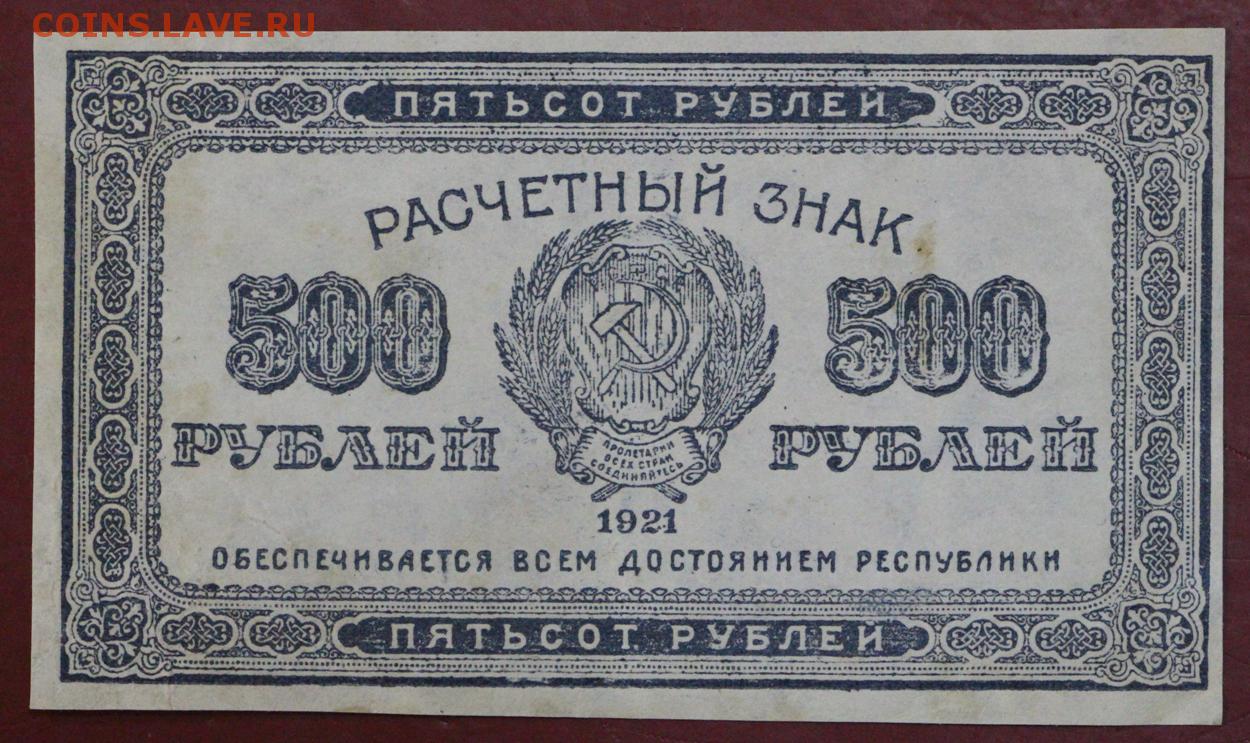 COINS.LAVE.RU
ПЯТЬСОТ РУБЛЕЙ
РАСЧЕТНЫЙ ЗНАК
500 500
РУБЛЕЙ РУБЛЕЙ
ПРОЛЕТАРИИ
ВСЕХ СТРАН
СОЕДИНЯЙТЕСЬ
1921
ОБЕСПЕЧИВАЕТСЯ ВСЕМ ДОСТОЯНИЕМ РЕСПУБЛИКИ
ПЯТЬСОТ РУБЛЕЙ